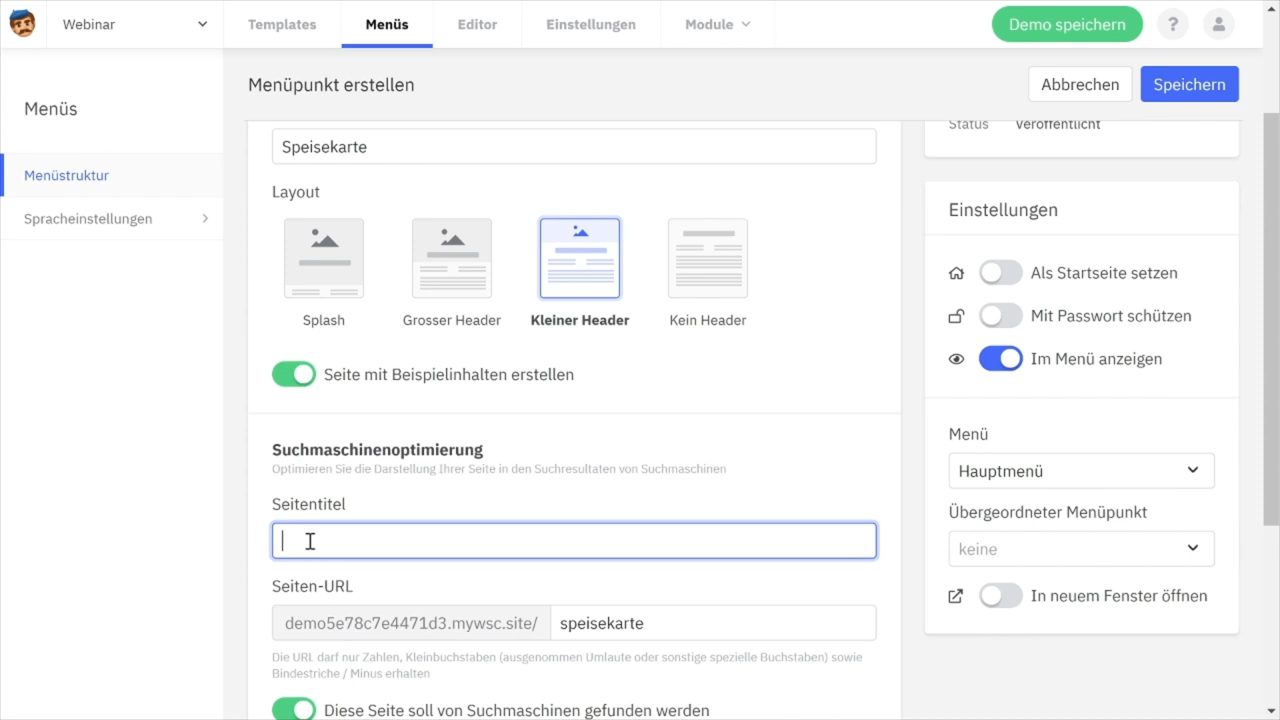 Webinar
Templates
Menüs
Editor
Einstellungen
Module
Demo speichern
?
Menüs
Menüstruktur
Spracheinstellungen
Menüpunkt erstellen
Abbrechen
Speichern
Speisekarte
Layout
Splash
Grosser Header
Kleiner Header
Kein Header
Seite mit Beispielinhalten erstellen
Suchmaschinenoptimierung
Optimieren Sie die Darstellung Ihrer Seite in den Suchresultaten von Suchmaschinen
Seitentitel
Seiten-URL
demo5e78c7e4471d3.mywsc.site/ speisekarte
Die URL darf nur Zahlen, Kleinbuchstaben (ausgenommen Umlaute oder sonstige spezielle Buchstaben) sowie
Bindestriche / Minus erhalten
Diese Seite soll von Suchmaschinen gefunden werden
Status Veröffentlicht
Einstellungen
Als Startseite setzen
Mit Passwort schützen
Im Menü anzeigen
Menü
Hauptmenü
Übergeordneter Menüpunkt
keine
In neuem Fenster öffnen